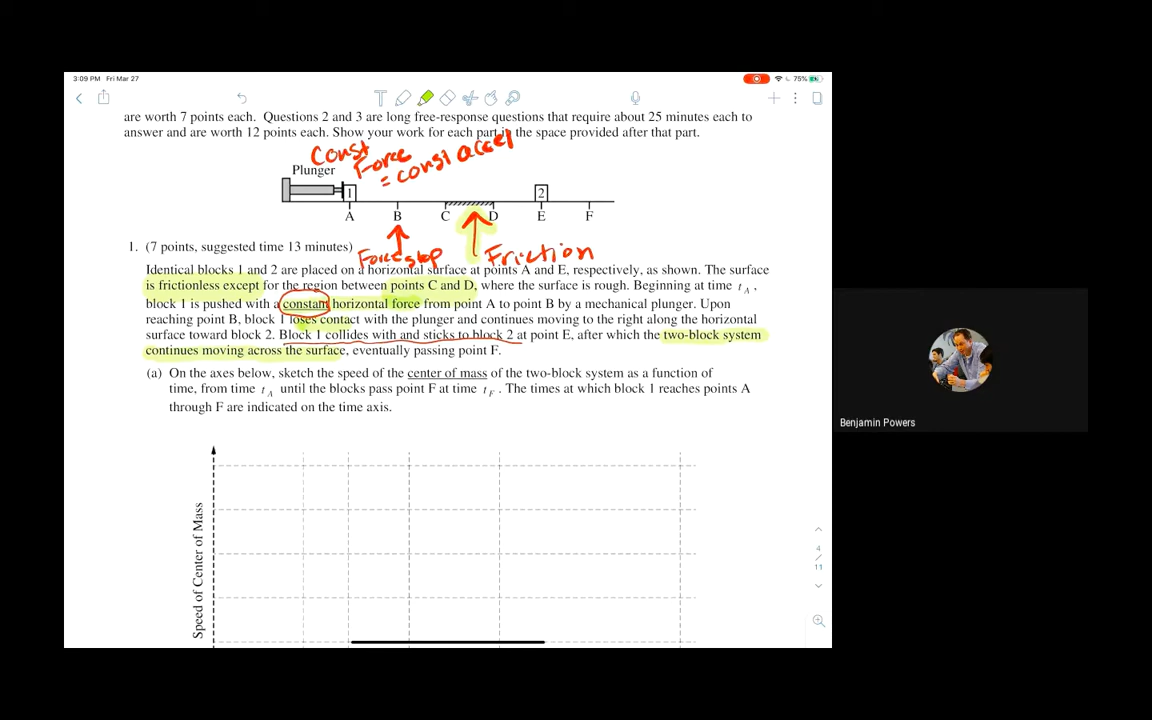 3:09 PM Fri Mar 27
75%
are worth 7 points each. Questions 2 and 3 are long free-response questions that require about 25 minutes each to
answer and are worth 12 points each. Show your work for each part in the space provided after that part.
Const
Force
= const accel
Plunger
1
2
A B C D E F
Force stop
Friction
1. (7 points, suggested time 13 minutes)
Identical blocks 1 and 2 are placed on a horizontal surface at points A and E, respectively, as shown. The surface
is frictionless except for the region between points C and D, where the surface is rough. Beginning at time t_A,
block 1 is pushed with a constant horizontal force from point A to point B by a mechanical plunger. Upon
reaching point B, block 1 loses contact with the plunger and continues moving to the right along the horizontal
surface toward block 2. Block 1 collides with and sticks to block 2 at point E, after which the two-block system
continues moving across the surface, eventually passing point F.
(a) On the axes below, sketch the speed of the center of mass of the two-block system as a function of
time, from time t_A until the blocks pass point F at time t_F. The times at which block 1 reaches points A
through F are indicated on the time axis.
Speed of Center of Mass
4
/
11
Benjamin Powers